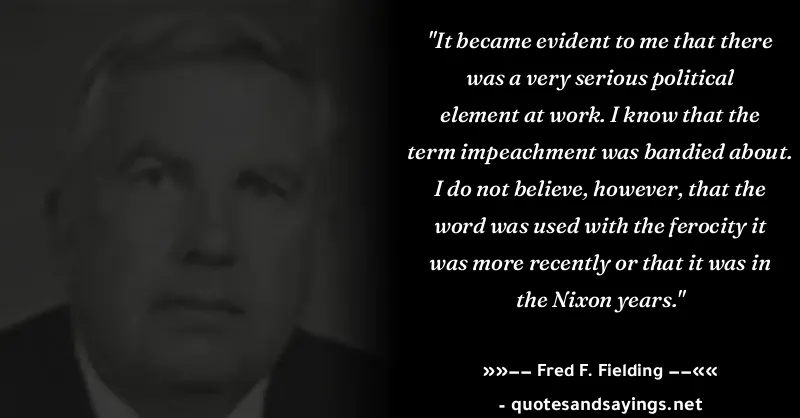 "It became evident to me that there
was a very serious political
element at work. I know that the
term impeachment was bandied about.
I do not believe, however, that the
word was used with the ferocity it
was more recently or that it was in
the Nixon years."
»»−− Fred F. Fielding −−««
- quotesandsayings.net